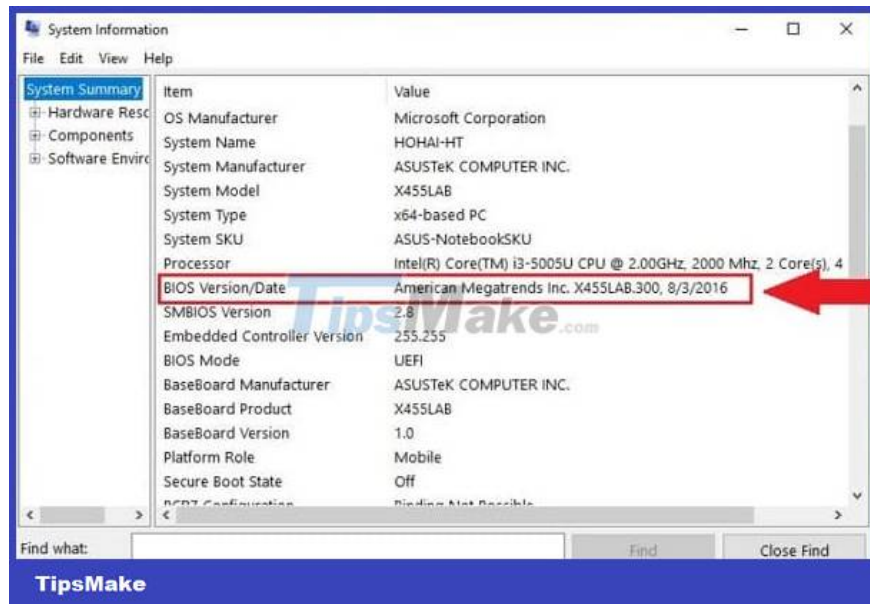 System Information
File Edit View Help
System Summary
Hardware Resc
Components
Software Enviro
Item Value
OS Manufacturer Microsoft Corporation
System Name HOHAI-HT
System Manufacturer ASUSTeK COMPUTER INC.
System Model X455LAB
System Type x64-based PC
System SKU ASUS-NotebookSKU
Processor Intel(R) Core(TM) i3-5005U CPU @ 2.00GHz, 2000 Mhz, 2 Core(s), 4
BIOS Version/Date American Megatrends Inc. X455LAB.300, 8/3/2016
SMBIOS Version 2.8
Embedded Controller Version 255.255
BIOS Mode UEFI
BaseBoard Manufacturer ASUSTeK COMPUTER INC.
BaseBoard Product X455LAB
BaseBoard Version 1.0
Platform Role Mobile
Secure Boot State Off
PCR7 Configuration Binding Not Possible
TipsMake.com
Find what: Find Close Find
TipsMake